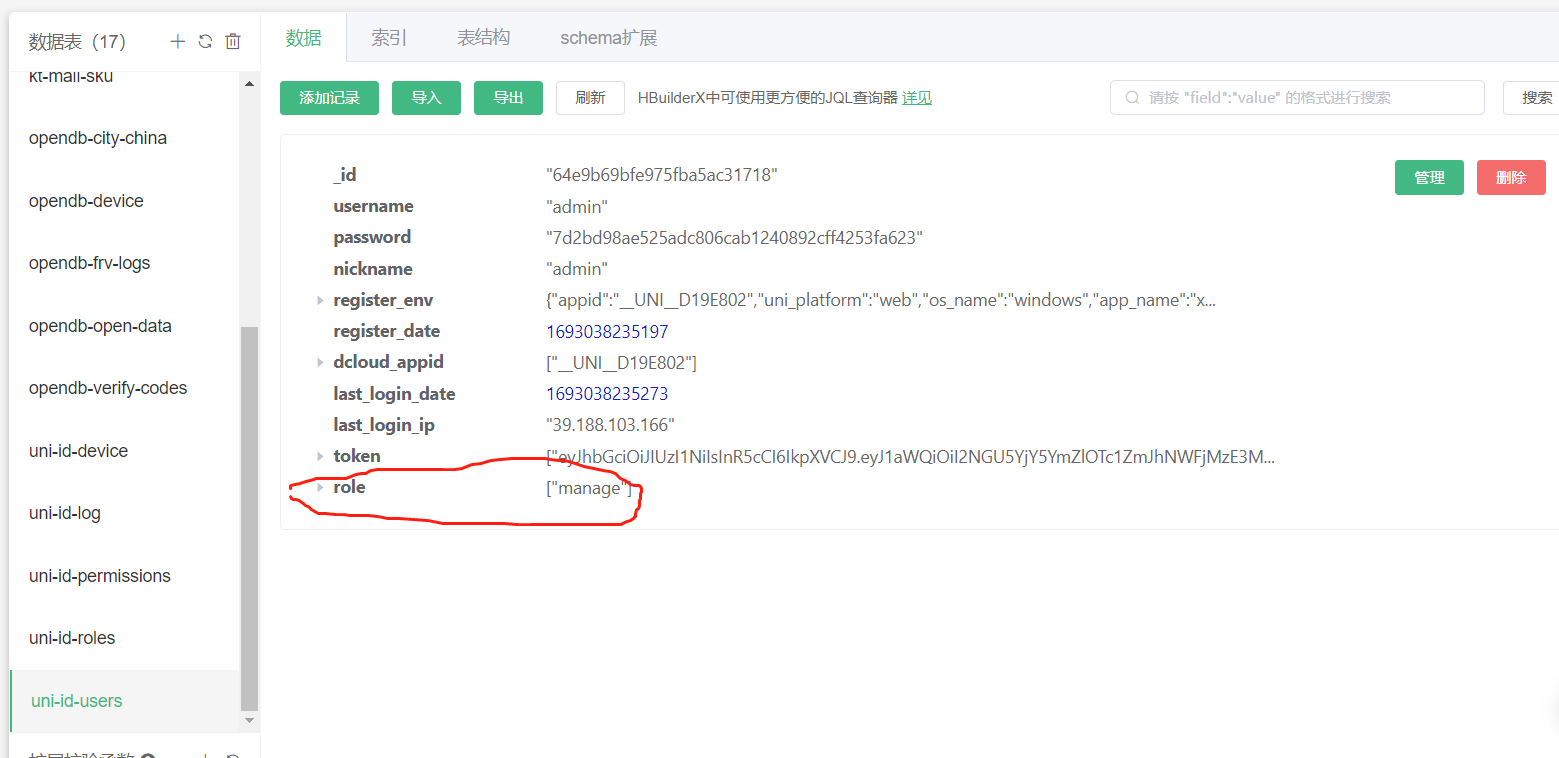 数据表（17）
kt-mall-sku
opendb-city-china
opendb-device
opendb-frv-logs
opendb-open-data
opendb-verify-codes
uni-id-device
uni-id-log
uni-id-permissions
uni-id-roles
uni-id-users
数据 索引 表结构 schema扩展
添加记录 导入 导出 刷新 HBuilderX中可使用更方便的JQL查询器 详见 请按 "field":"value" 的格式进行搜索 搜索
_id "64e9b69bfe975fba5ac31718" 管理 删除
username "admin"
password "7d2bd98ae525adc806cab1240892cff4253fa623"
nickname "admin"
register_env {"appid":"__UNI__D19E802","uni_platform":"web","os_name":"windows","app_name":"x...
register_date 1693038235197
dcloud_appid ["__UNI__D19E802"]
last_login_date 1693038235273
last_login_ip "39.188.103.166"
token ["eyJhbGciOiJIUzI1NiIsInR5cCI6IkpXVCJ9.eyJ1aWQiOiI2NGU5YjY5YmZlOTc1ZmJhNWFjMzE3M...
role ["manage"]